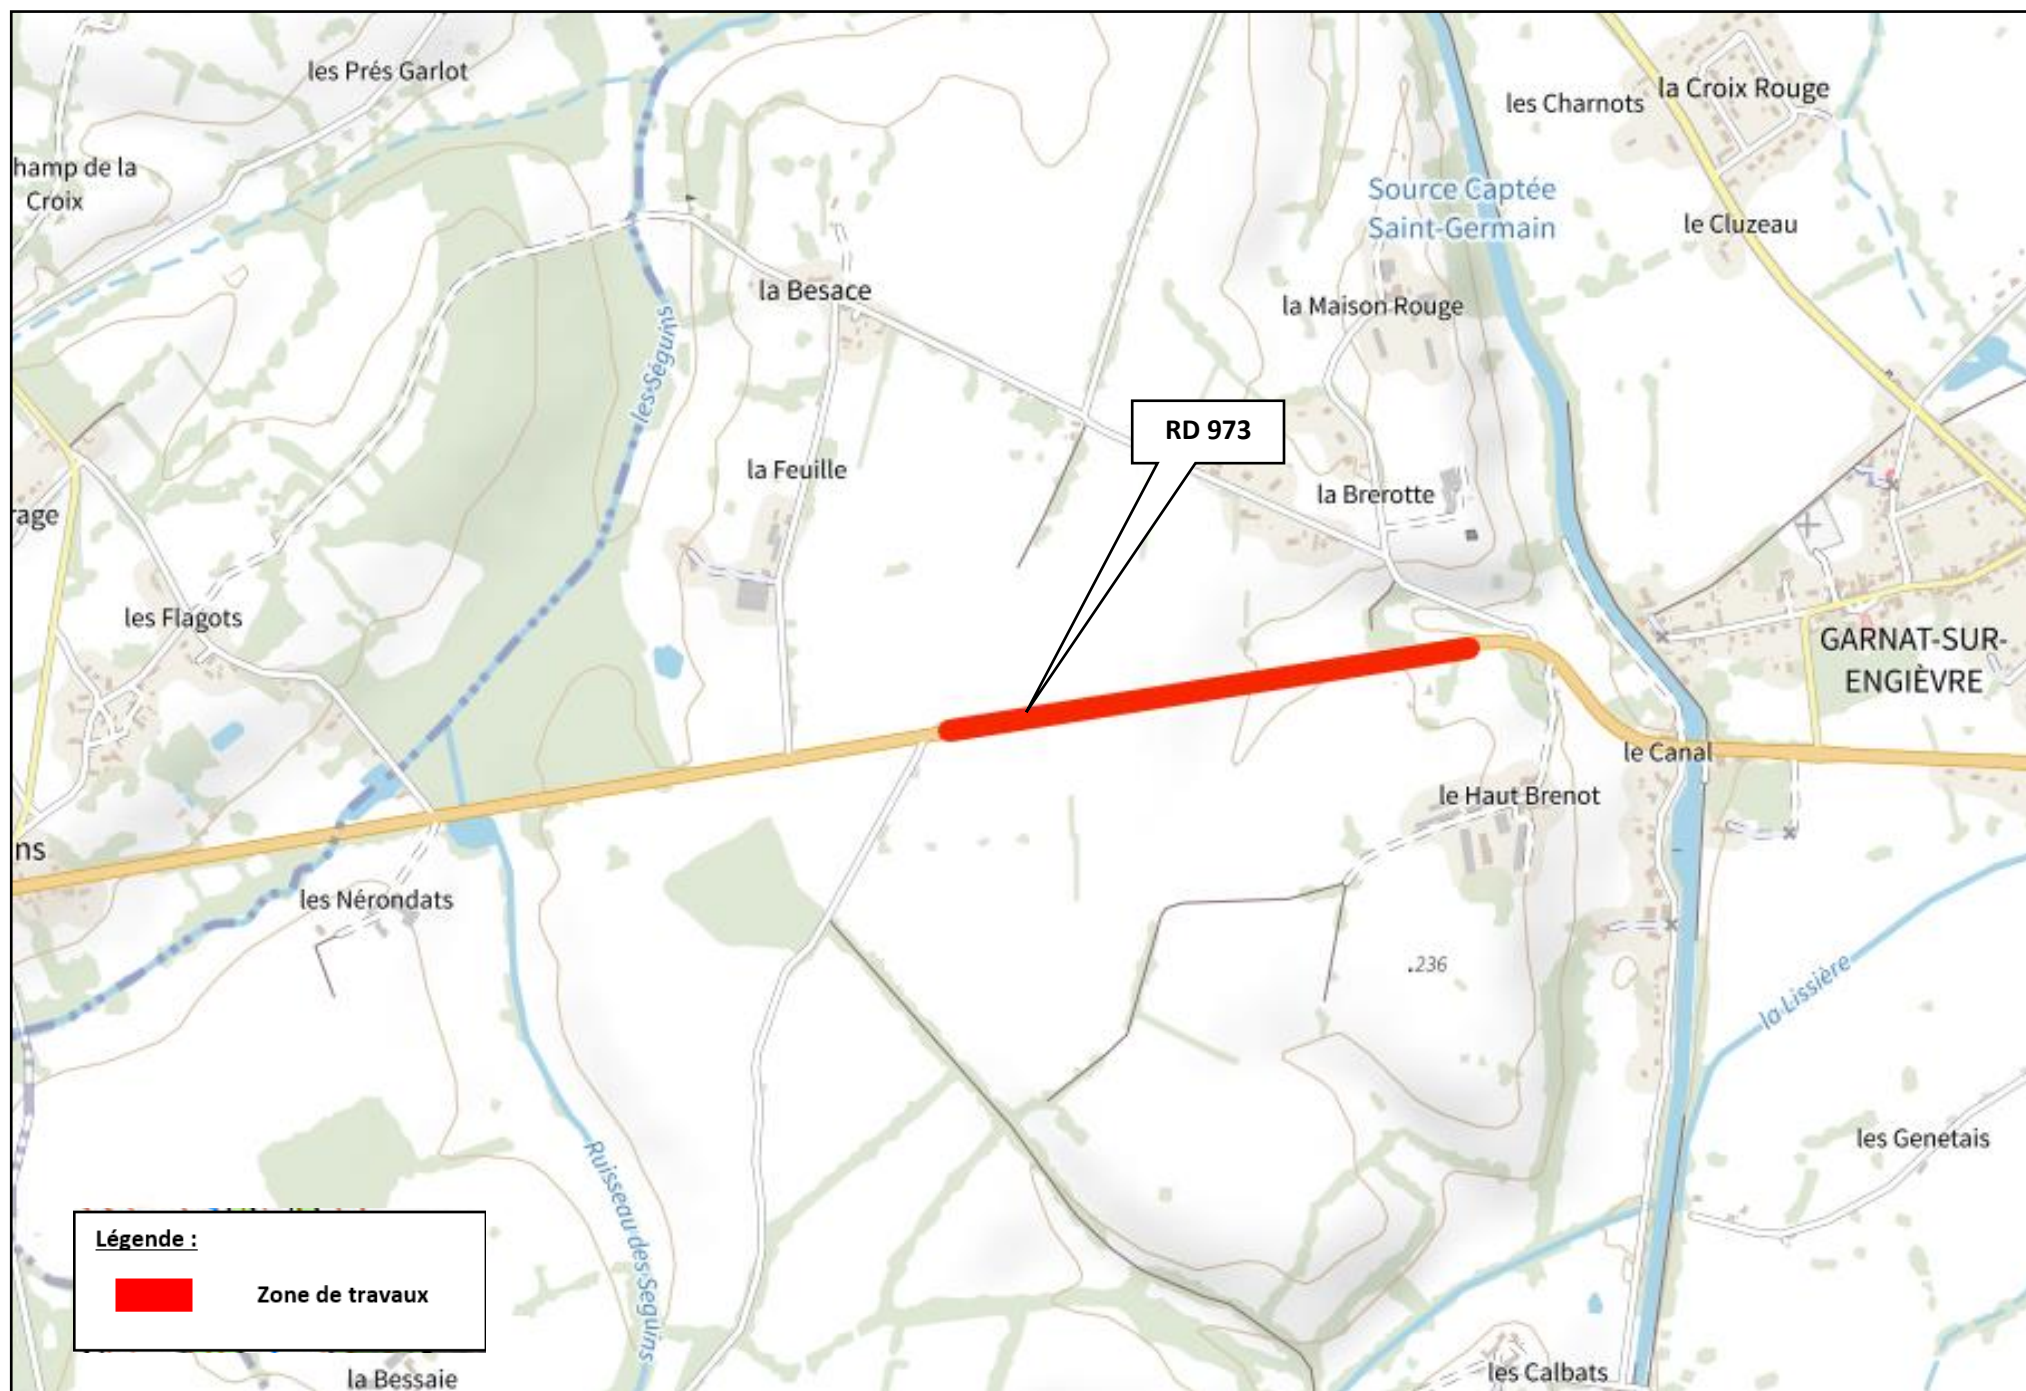 les Prés Garlot
la Croix Rouge
les Charnots
hamp de la
Croix
Source Captée
Saint-Germain
le Cluzeau
la Besace
la Maison Rouge
les Séguins
RD 973
la Feuille
la Brerotte
rage
les Flagots
GARNAT-SUR-
ENGIÈVRE
le Canal
le Haut Brenot
ns
les Nérondats
.236
la Lissière
les Genetais
Ruisseau des Seguins
Légende :
Zone de travaux
la Bessaie
les Calbats